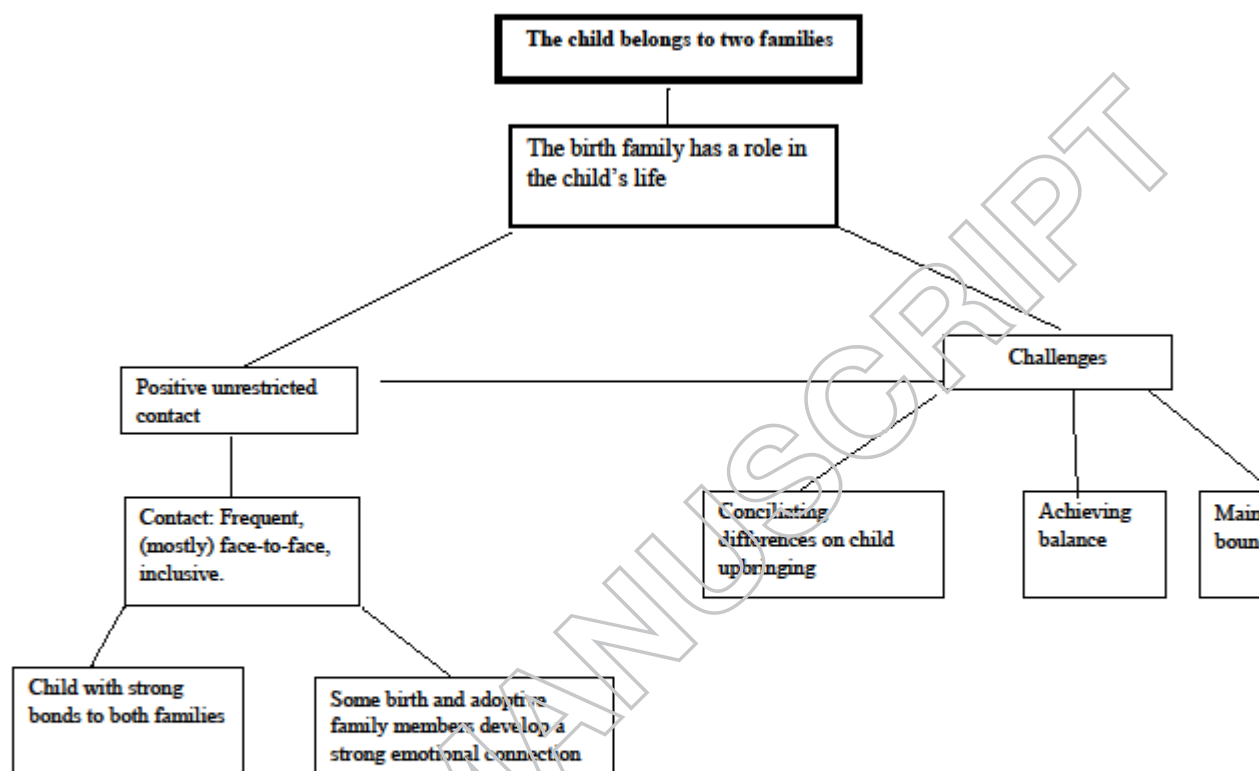 The child belongs to two families
The birth family has a role in
the child's life
Positive unrestricted
contact
Challenges
Contact: Frequent,
(mostly) face-to-face,
inclusive.
Conciliating
differences on child
upbringing
Achieving
balance
Child with strong
bonds to both families
Some birth and adoptive
family members develop a
strong emotional connection
MANUSCRIPT